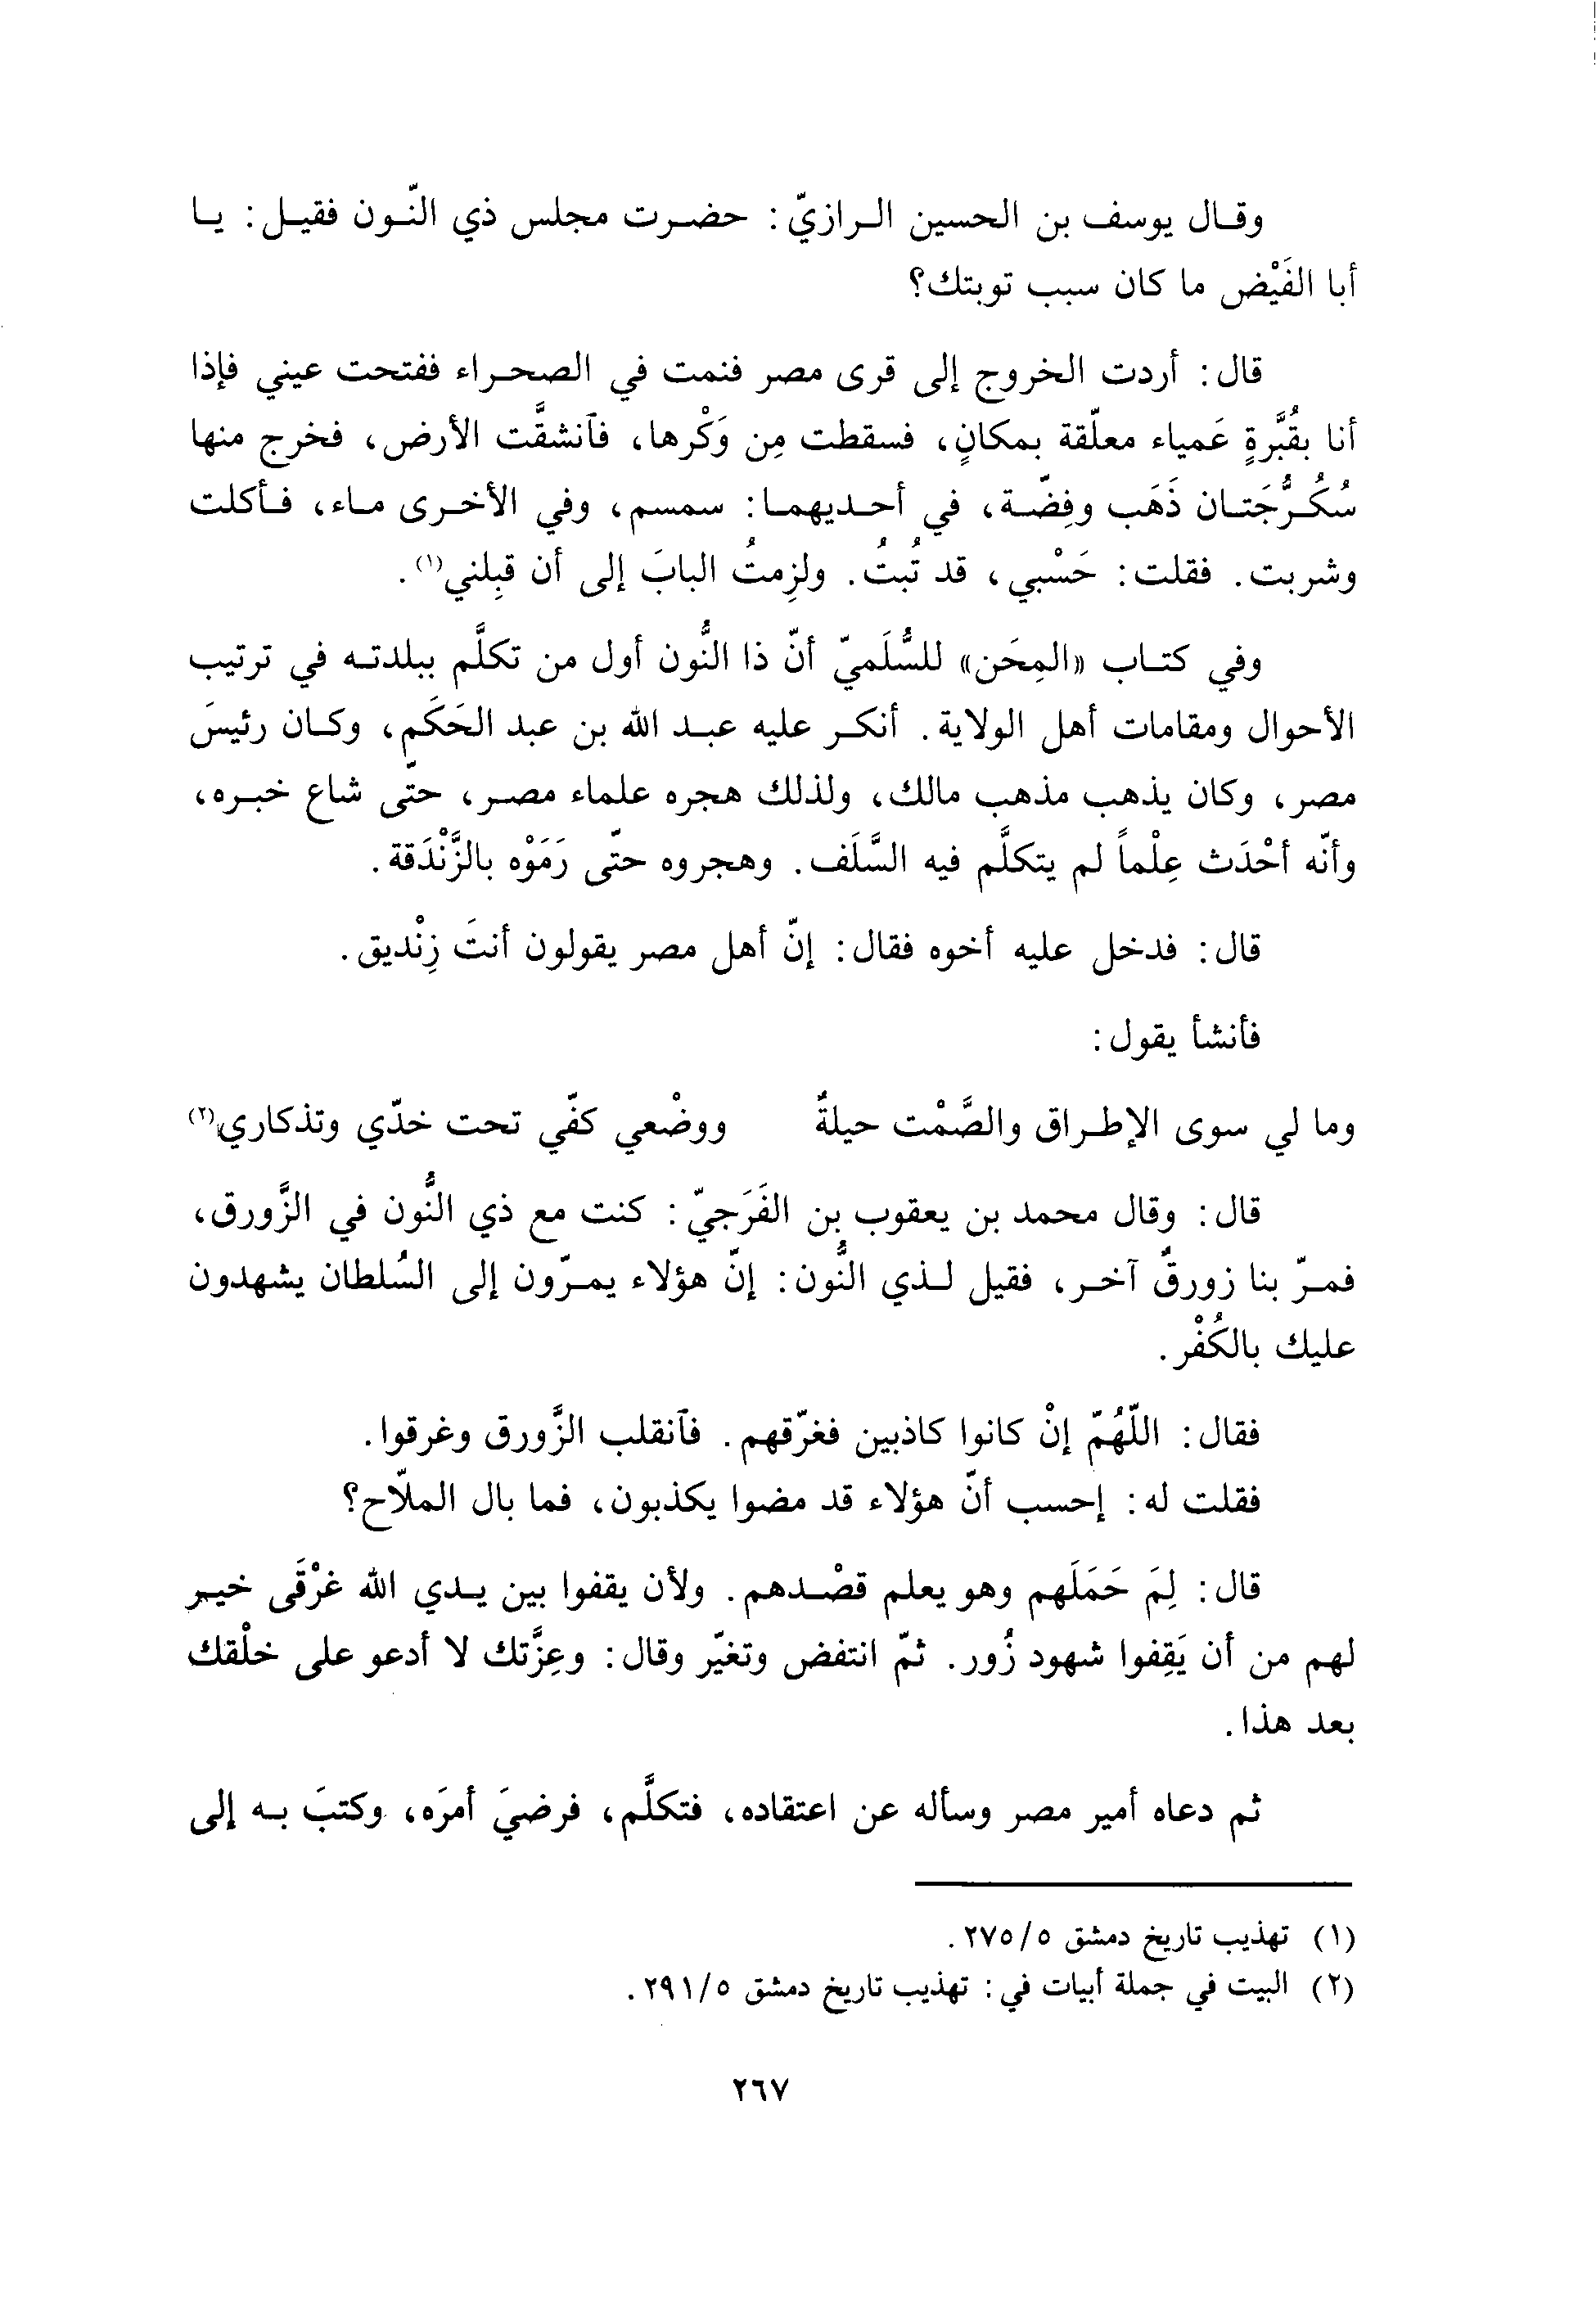 وقال يوسف بن الحسين الرازيّ: حضرت مجلس ذي النّون فقيل: يا
أبا الفَيْض ما كان سبب توبتك؟
قال: أردت الخروج إلى قرى مصر فنمت في الصحراء ففتحت عيني فإذا
أنا بقُبَّرةٍ عَمياء معلّقة بمكانٍ، فسقطت مِن وَكْرها، فآنشقَّت الأرض، فخرج منها
سُكُرُّجَتان ذَهَب وفِضّة، في أحديهما: سمسم، وفي الأخرى ماء، فأكلت
وشربت. فقلت: حَسْبي، قد تُبتُ. ولزِمتُ البابَ إلى أن قبِلني(١).
وفي كتاب «المِحَن» للسُّلَميّ أنّ ذا النُّون أول من تكلَّم ببلدته في ترتيب
الأحوال ومقامات أهل الولاية. أنكر عليه عبد الله بن عبد الحَكَم، وكان رئيسَ
مصر، وكان يذهب مذهب مالك، ولذلك هجره علماء مصر، حتّى شاع خبره،
وأنّه أحْدَث عِلْماً لم يتكلَّم فيه السَّلَف. وهجروه حتّى رَمَوْه بالزَّنْدَقة.
قال: فدخل عليه أخوه فقال: إنّ أهل مصر يقولون أنتَ زِنْديق.
فأنشأ يقول:
وما لي سوى الإطراق والصَّمْت حيلةٌ ووضْعي كفّي تحت خدّي وتذكاري(٢)
قال: وقال محمد بن يعقوب بن الفَرَجيّ: كنت مع ذي النُّون في الزَّورق،
فمرّ بنا زورقٌ آخر، فقيل لذي النُّون: إنّ هؤلاء يمرّون إلى السُلطان يشهدون
عليك بالكُفْر.
فقال: اللّهُمّ إنْ كانوا كاذبين فغرّقهم. فآنقلب الزَّورق وغرقوا.
فقلت له: إحسب أنّ هؤلاء قد مضوا يكذبون، فما بال الملاّح؟
قال: لِمَ حَمَلَهم وهو يعلم قصْدهم. ولأن يقفوا بين يدي الله غرْقَى خير
لهم من أن يَقِفوا شهود زُور. ثمّ انتفض وتغيّر وقال: وعِزَّتك لا أدعو على خلْقك
بعد هذا.
ثم دعاه أمير مصر وسأله عن اعتقاده، فتكلَّم، فرضيَ أمرَه، وكتبَ به إلى
(١) تهذيب تاريخ دمشق ٢٧٥/٥.
(٢) البيت في جملة أبيات في: تهذيب تاريخ دمشق ٢٩١/٥.
٢٦٧